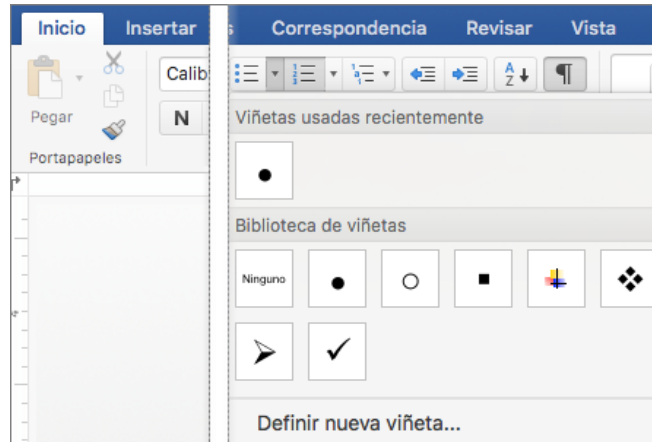 Inicio Insertar s Correspondencia Revisar Vista
Calib
Pegar N
Portapapeles
Viñetas usadas recientemente
Biblioteca de viñetas
Ninguno
Definir nueva viñeta...